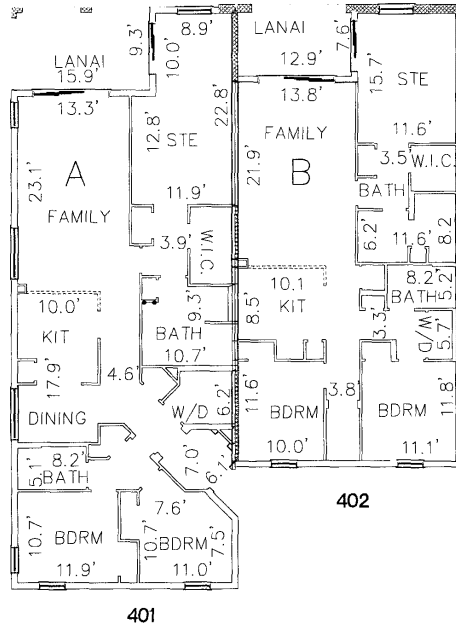 LANAI
15.9'
9.3'
8.9'
10.0'
13.3'
12.8'
STE
22.8'
11.9'
23.1'
A
FAMILY
3.9'
W.I.C.
10.0'
KIT
17.9'
DINING
4.6'
9.3'
BATH
10.7'
W/D
6.2'
7.0'
6.1'
5.1'
8.2'
BATH
10.7'
BDRM
11.9'
7.6'
10.7'
BDRM
7.5'
11.0'
401
LANAI
12.9'
7.6'
15.7'
STE
11.6'
13.8'
FAMILY
21.9'
B
3.5'
W.I.C.
BATH
6.2'
11.6'
8.2
10.1
KIT
8.5'
8.2'
BATH
5.2'
3.3'
W/D
5.7'
11.6'
BDRM
10.0'
3.8'
BDRM
11.8'
11.1'
402